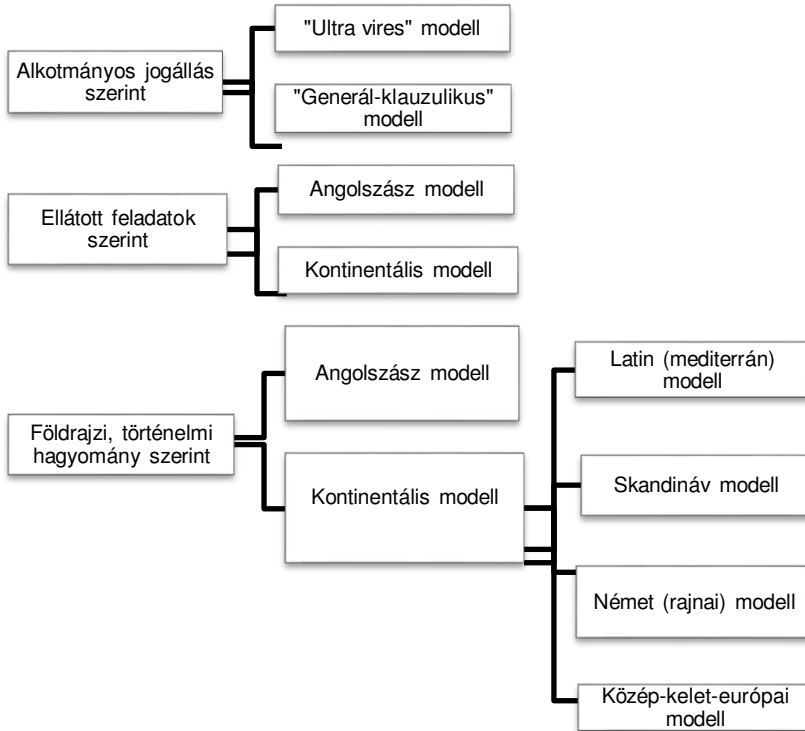 Alkotmányos jogállás
szerint
"Ultra vires" modell
"Generál-klauzulikus"
modell
Ellátott feladatok
szerint
Angolszász modell
Kontinentális modell
Földrajzi, történelmi
hagyomány szerint
Angolszász modell
Kontinentális modell
Latin (mediterrán)
modell
Skandináv modell
Német (rajnai) modell
Közép-kelet-európai
modell